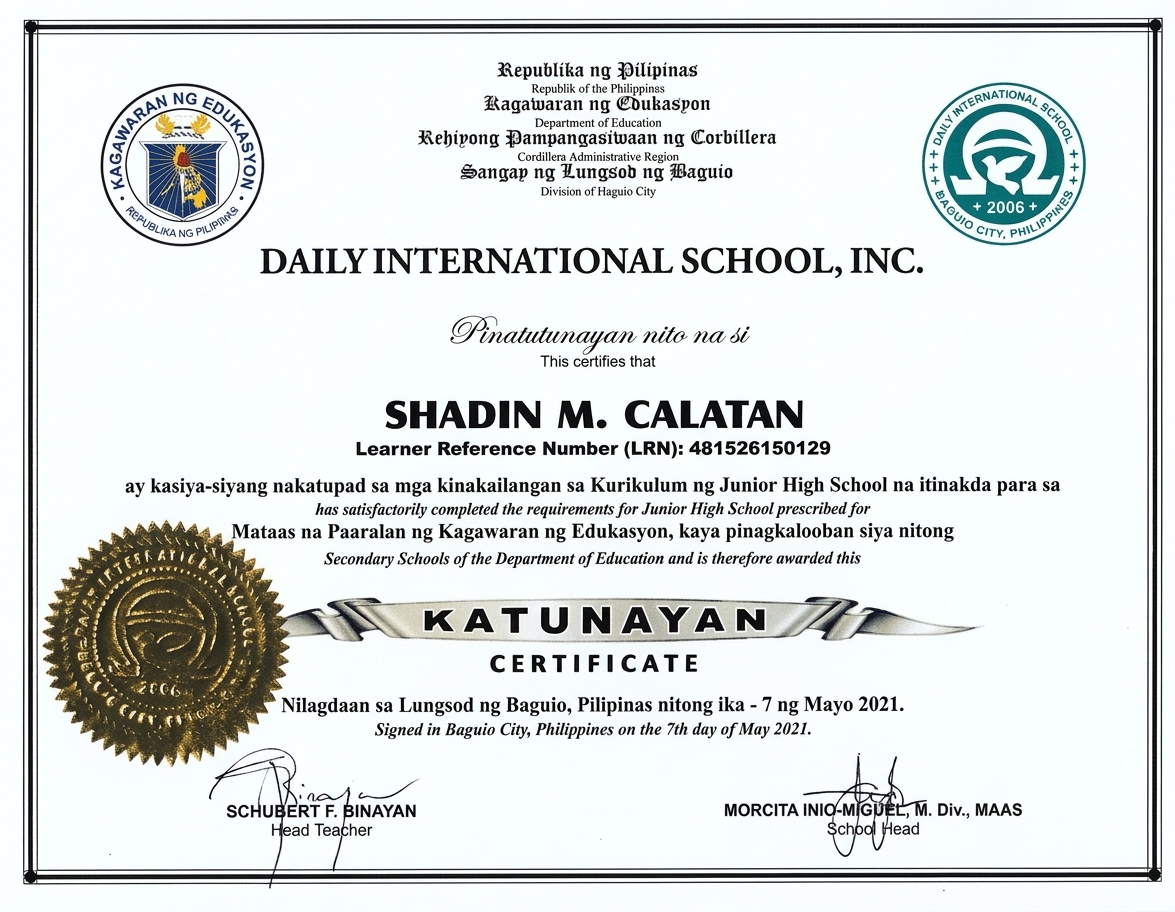 Republika ng Pilipinas
Republik of the Philippinss
Kagawaran ng Edukasyon
Department of Education
Rehiyong Pampangasiwaan ng Corbillera
Cordillera Administrative Region
Sangay ng Lungsod ng Baguio
Division of Haguio City
KAGAWARAN NG EDUKASYON
REPUBLIKA NG PILIPINAS
DAILY INTERNATIONAL SCHOOL
+ 2006 +
BAGUIO CITY, PHILIPPINES
DAILY INTERNATIONAL SCHOOL, INC.
Pinatutunayan nito na si
This certifies that
SHADIN M. CALATAN
Learner Reference Number (LRN): 481526150129
ay kasiya-siyang nakatupad sa mga kinakailangan sa Kurikulum ng Junior High School na itinakda para sa
has satisfactorily completed the requirements for Junior High School prescribed for
Mataas na Paaralan ng Kagawaran ng Edukasyon, kaya pinagkalooban siya nitong
Secondary Schools of the Department of Education and is therefore awarded this
KATUNAYAN
CERTIFICATE
2006
Nilagdaan sa Lungsod ng Baguio, Pilipinas nitong ika - 7 ng Mayo 2021.
Signed in Baguio City, Philippines on the 7th day of May 2021.
Binayan
SCHUBERT F. BINAYAN
Head Teacher
MORCITA INIO-MIGUEL, M. Div., MAAS
School Head